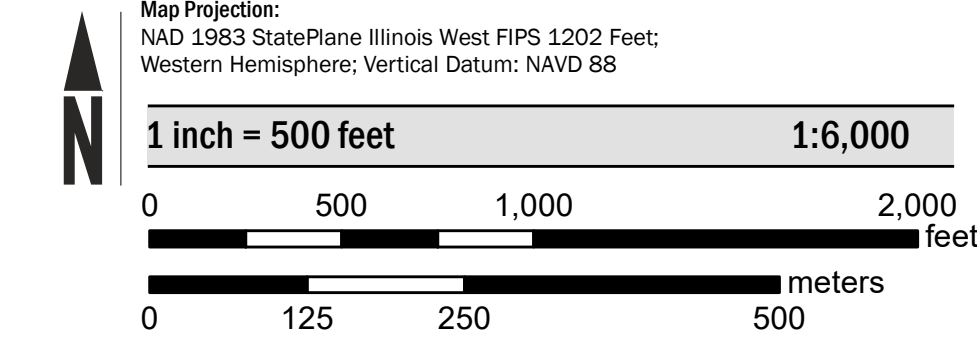 Map Projection:
NAD 1983 StatePlane Illinois West FIPS 1202 Feet;
Western Hemisphere; Vertical Datum: NAVD 88
N
1 inch = 500 feet 1:6,000
0 500 1,000 2,000
feet
meters
0 125 250 500